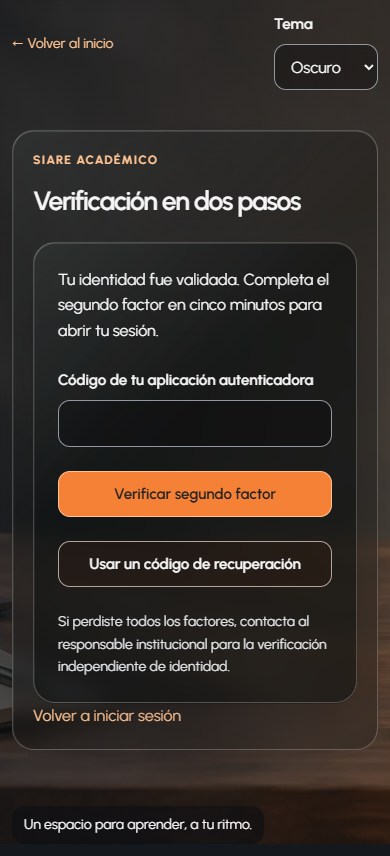 ← Volver al inicio
Tema
Oscuro
SIARE ACADÉMICO
Verificación en dos pasos
Tu identidad fue validada. Completa el
segundo factor en cinco minutos para
abrir tu sesión.
Código de tu aplicación autenticadora
Verificar segundo factor
Usar un código de recuperación
Si perdiste todos los factores, contacta al
responsable institucional para la verificación
independiente de identidad.
Volver a iniciar sesión
Un espacio para aprender, a tu ritmo.